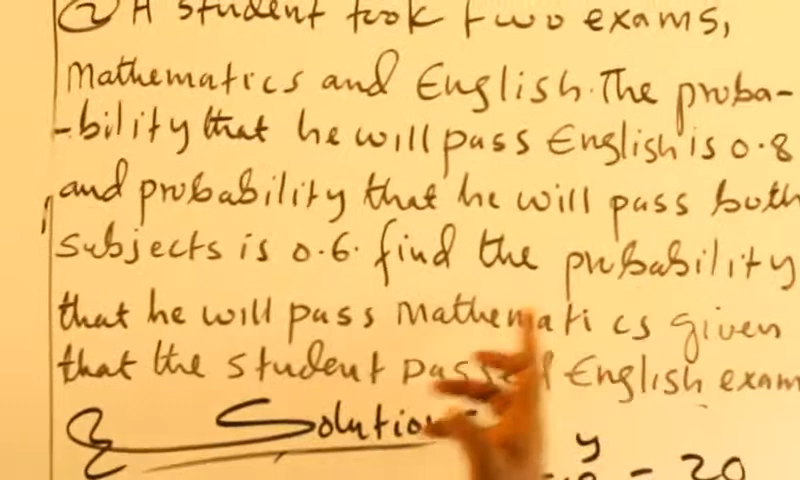 2 A student took two exams,
Mathematics and English. The proba-
-bility that he will pass English is 0.8
and probability that he will pass both
subjects is 0.6. find the probability
that he will pass Mathematics given
that the student passed English exam
Solution
y
- 20